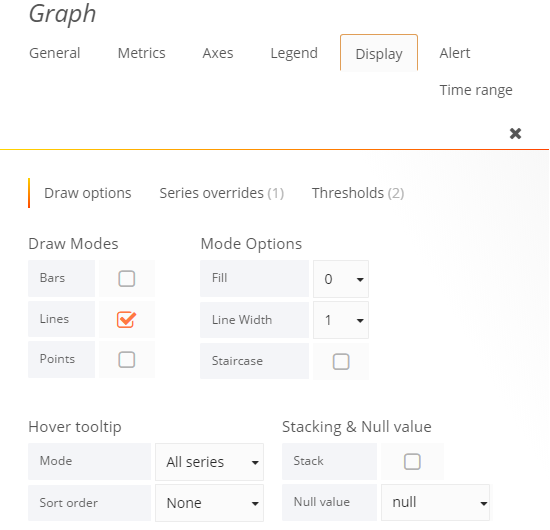 Graph
General Metrics Axes Legend Display Alert
Time range
Draw options Series overrides (1) Thresholds (2)
Draw Modes Mode Options
Bars Fill 0
Lines Line Width 1
Points Staircase
Hover tooltip Stacking & Null value
Mode All series Stack
Sort order None Null value null